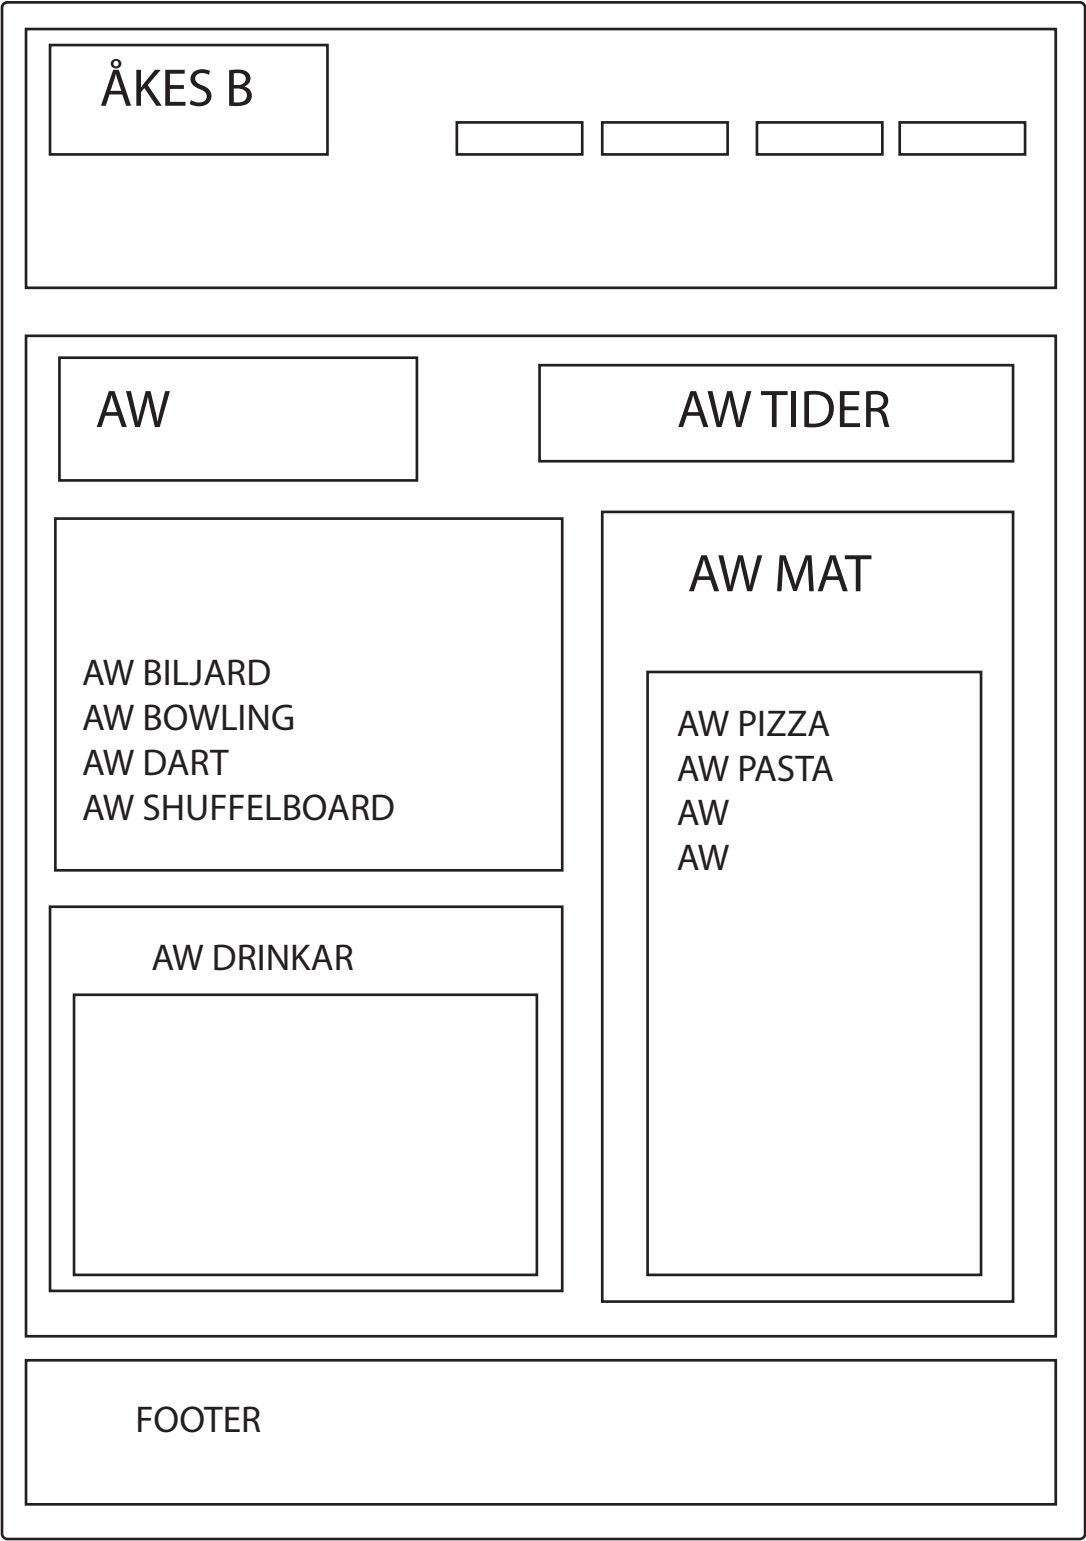 ÅKES B
AW
AW TIDER
AW BILJARD
AW BOWLING
AW DART
AW SHUFFELBOARD
AW MAT
AW PIZZA
AW PASTA
AW
AW
AW DRINKAR
FOOTER